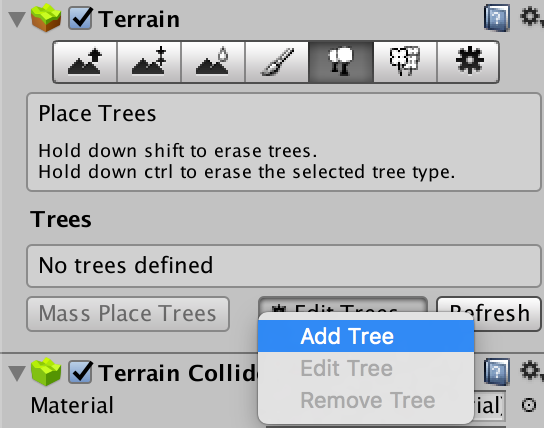 Terrain
Place Trees
Hold down shift to erase trees.
Hold down ctrl to erase the selected tree type.
Trees
No trees defined
Mass Place Trees Edit Trees Refresh
Add Tree
Edit Tree
Remove Tree
Terrain Collide
Material